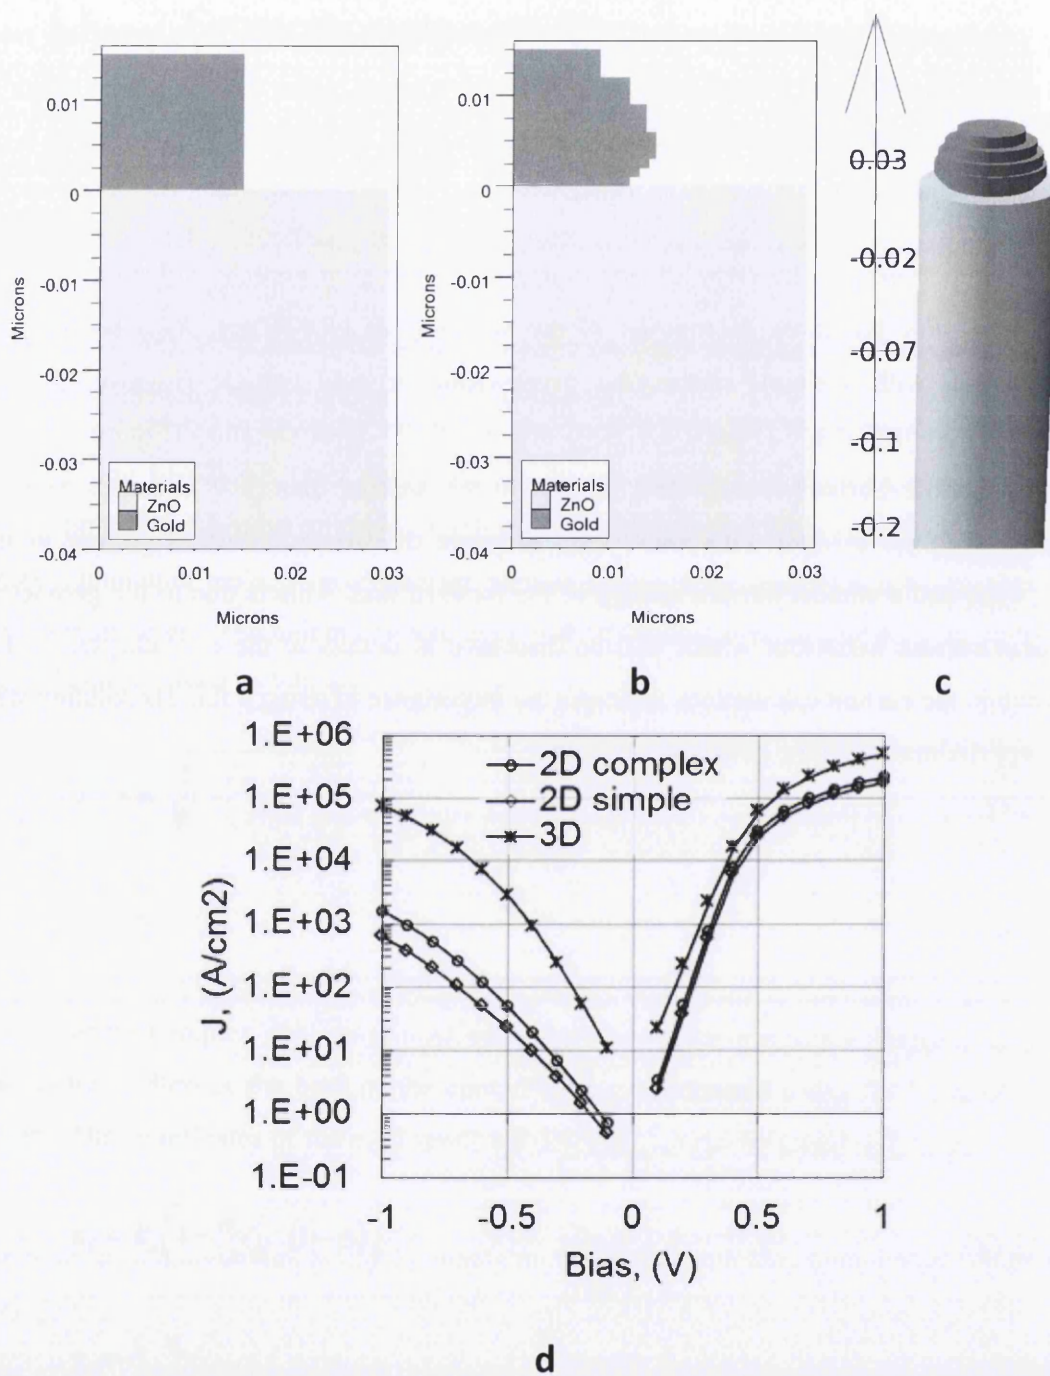 0.01
0
-0.01
-0.02
-0.03
-0.04
Microns
Materials
ZnO
Gold
0
0.01
0.02
0.03
Microns
a
0.01
0
-0.01
-0.02
-0.03
-0.04
Microns
Materials
ZnO
Gold
0
0.01
0.02
0.03
Microns
b
0.03
-0.02
-0.07
-0.1
-0.2
c
1.E+06
1.E+05
1.E+04
1.E+03
1.E+02
1.E+01
1.E+00
1.E-01
J, (A/cm2)
2D complex
2D simple
3D
-1
-0.5
0
0.5
1
Bias, (V)
d